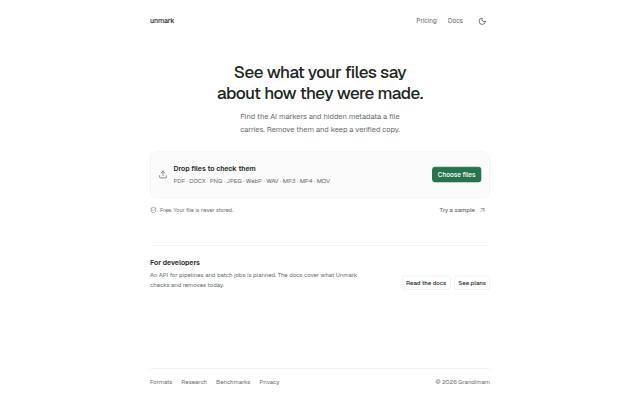 unmark
Pricing
Docs
See what your files say
about how they were made.
Find the AI markers and hidden metadata a file
carries. Remove them and keep a verified copy.
Drop files to check them
PDF · DOCX · PNG · JPEG · WebP · WAV · MP3 · MP4 · MOV
Choose files
Free. Your file is never stored.
Try a sample
For developers
An API for pipelines and batch jobs is planned. The docs cover what Unmark
checks and removes today.
Read the docs
See plans
Formats
Research
Benchmarks
Privacy
© 2026 Grandimam